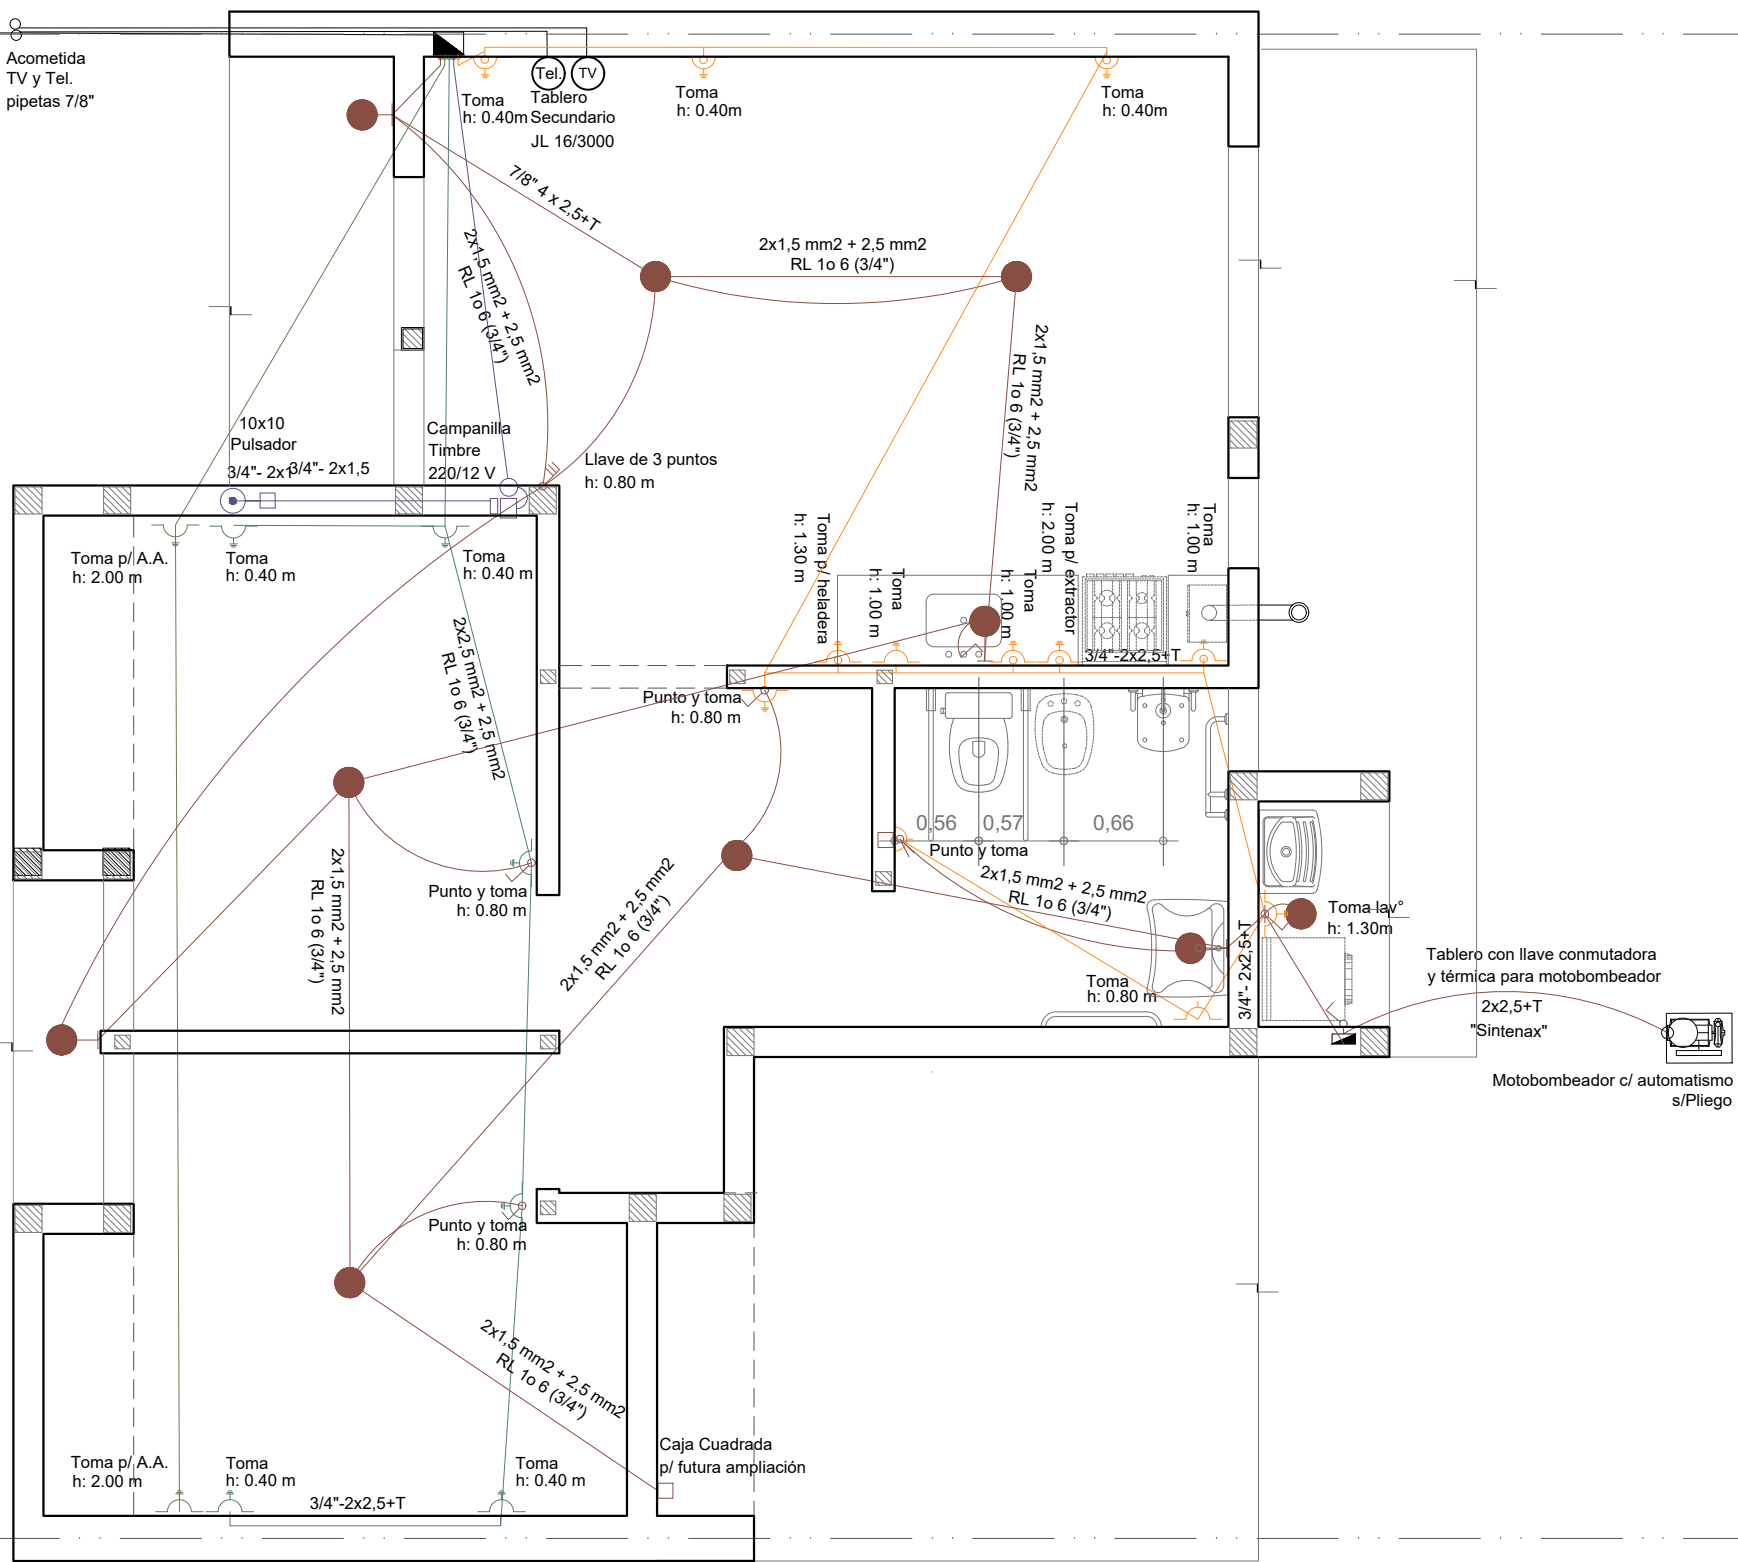 Acometida
TV y Tel.
pipetas 7/8"
Tel.
TV
Toma
h: 0.40m
Tablero
Secundario
JL 16/3000
Toma
h: 0.40m
Toma
h: 0.40m
7/8" 4 x 2,5+T
2x1,5 mm2 + 2,5 mm2
RL 1o 6 (3/4")
2x1,5 mm2 + 2,5 mm2
RL 1o 6 (3/4")
2x1,5 mm2 + 2,5 mm2
RL 1o 6 (3/4")
10x10
Pulsador
3/4"- 2x1
3/4"- 2x1,5
Campanilla
Timbre
220/12 V
Llave de 3 puntos
h: 0.80 m
Toma p/ A.A.
h: 2.00 m
Toma
h: 0.40 m
Toma
h: 0.40 m
Toma p/ heladera
h: 1.30 m
Toma
h: 1.00 m
Toma
h: 1.00 m
Toma p/ extractor
h: 2.00 m
Toma
h: 1.00 m
3/4"-2x2,5+T
2x2,5 mm2 + 2,5 mm2
RL 1o 6 (3/4")
Punto y toma
h: 0.80 m
0,56
0,57
0,66
Punto y toma
2x1,5 mm2 + 2,5 mm2
RL 1o 6 (3/4")
Punto y toma
h: 0.80 m
2x1,5 mm2 + 2,5 mm2
RL 1o 6 (3/4")
2x1,5 mm2 + 2,5 mm2
RL 1o 6 (3/4")
Toma
h: 0.80 m
3/4"- 2x2,5+T
Toma lav°
h: 1.30m
Tablero con llave conmutadora
y térmica para motobombeador
2x2,5+T
"Sintenax"
Motobombeador c/ automatismo
s/Pliego
Punto y toma
h: 0.80 m
2x1,5 mm2 + 2,5 mm2
RL 1o 6 (3/4")
Caja Cuadrada
p/ futura ampliación
Toma p/ A.A.
h: 2.00 m
Toma
h: 0.40 m
3/4"-2x2,5+T
Toma
h: 0.40 m